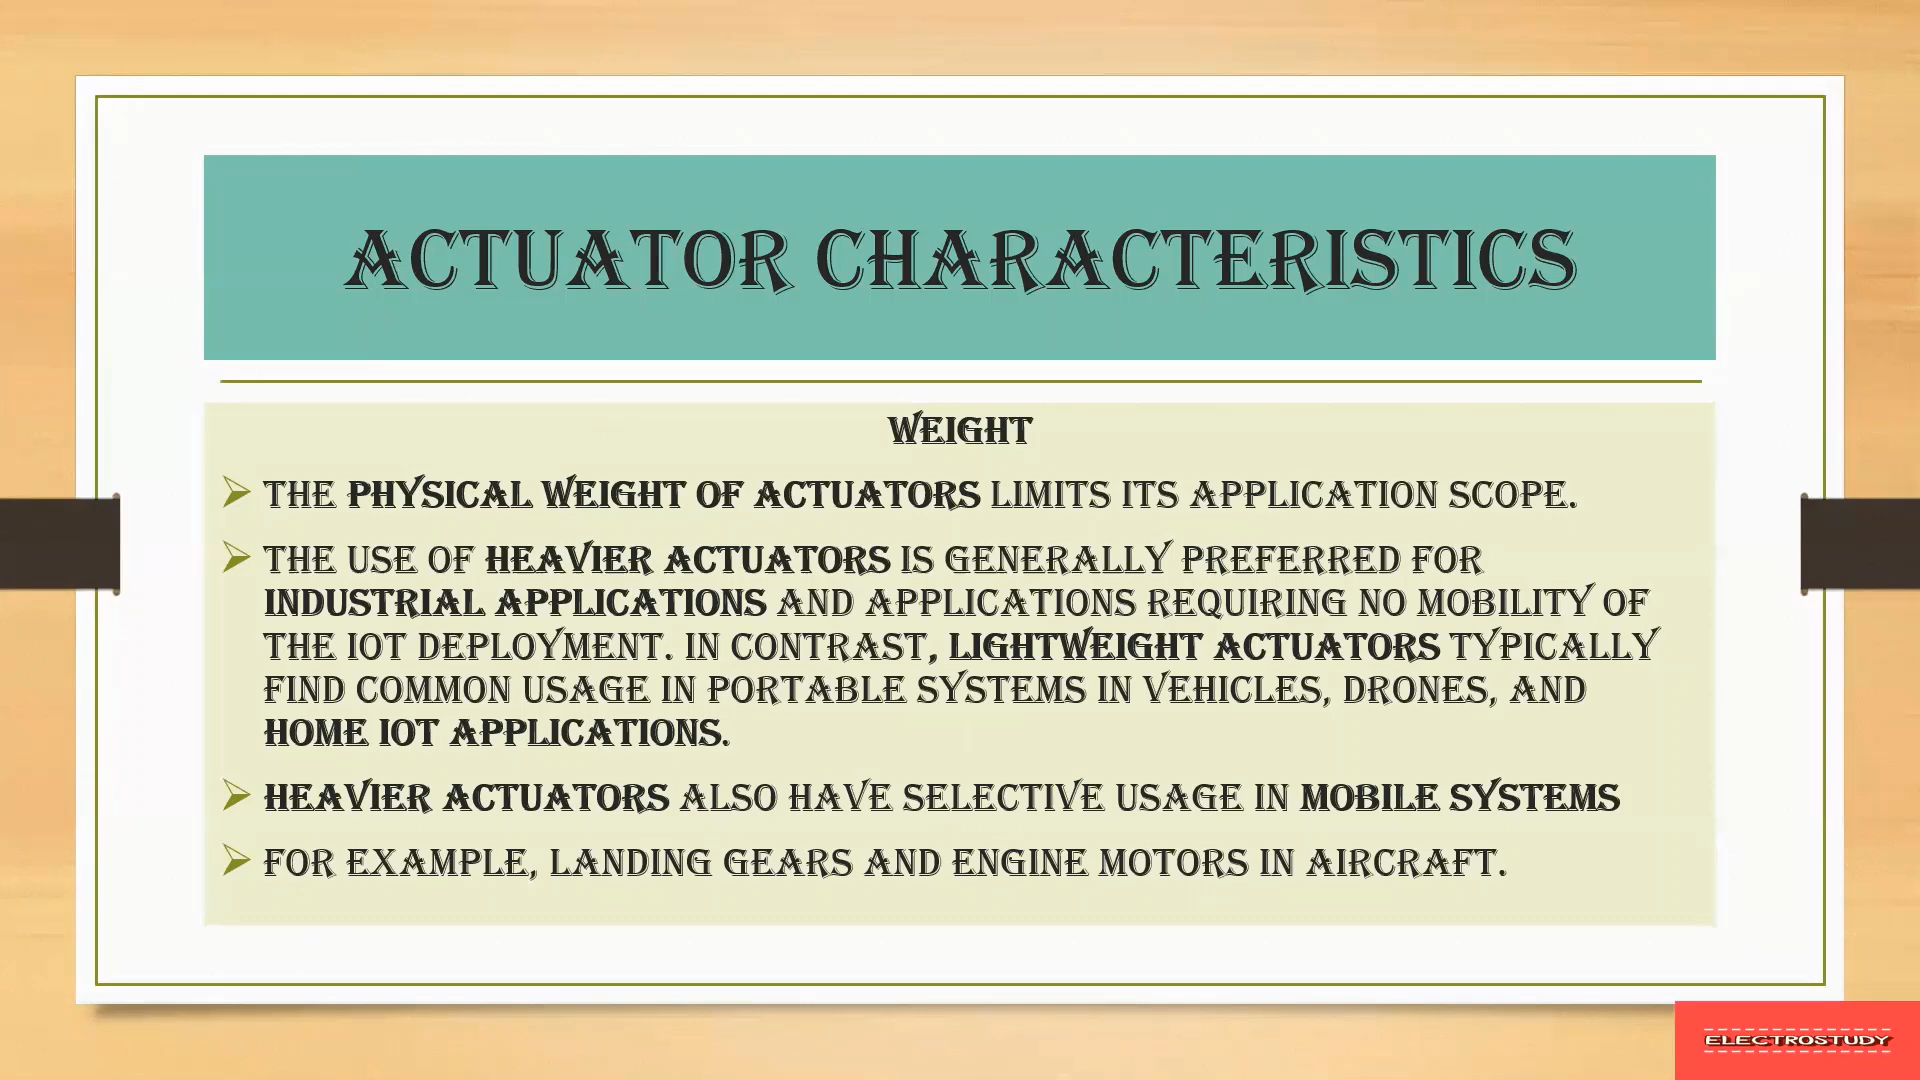 ACTUATOR CHARACTERISTICS
WEIGHT
THE PHYSICAL WEIGHT OF ACTUATORS LIMITS ITS APPLICATION SCOPE.
THE USE OF HEAVIER ACTUATORS IS GENERALLY PREFERRED FOR
INDUSTRIAL APPLICATIONS AND APPLICATIONS REQUIRING NO MOBILITY OF
THE IOT DEPLOYMENT. IN CONTRAST, LIGHTWEIGHT ACTUATORS TYPICALLY
FIND COMMON USAGE IN PORTABLE SYSTEMS IN VEHICLES, DRONES, AND
HOME IOT APPLICATIONS.
HEAVIER ACTUATORS ALSO HAVE SELECTIVE USAGE IN MOBILE SYSTEMS
FOR EXAMPLE, LANDING GEARS AND ENGINE MOTORS IN AIRCRAFT.
ELECTROSTUDY